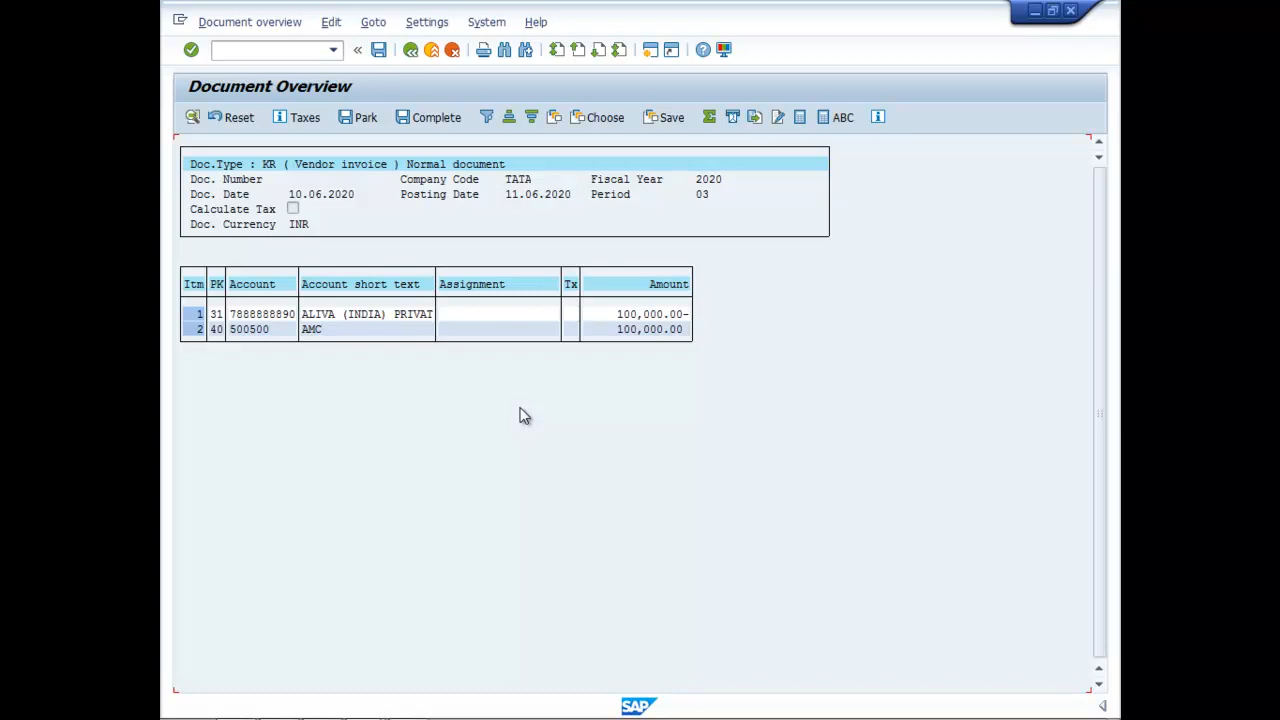 Document overview Edit Goto Settings System Help
Document Overview
Reset Taxes Park Complete Choose Save ABC
Doc.Type : KR ( Vendor invoice ) Normal document
Doc. Number Company Code TATA Fiscal Year 2020
Doc. Date 10.06.2020 Posting Date 11.06.2020 Period 03
Calculate Tax
Doc. Currency INR
Itm PK Account Account short text Assignment Tx Amount
1 31 7888888890 ALIVA (INDIA) PRIVAT 100,000.00-
2 40 500500 AMC 100,000.00
SAP